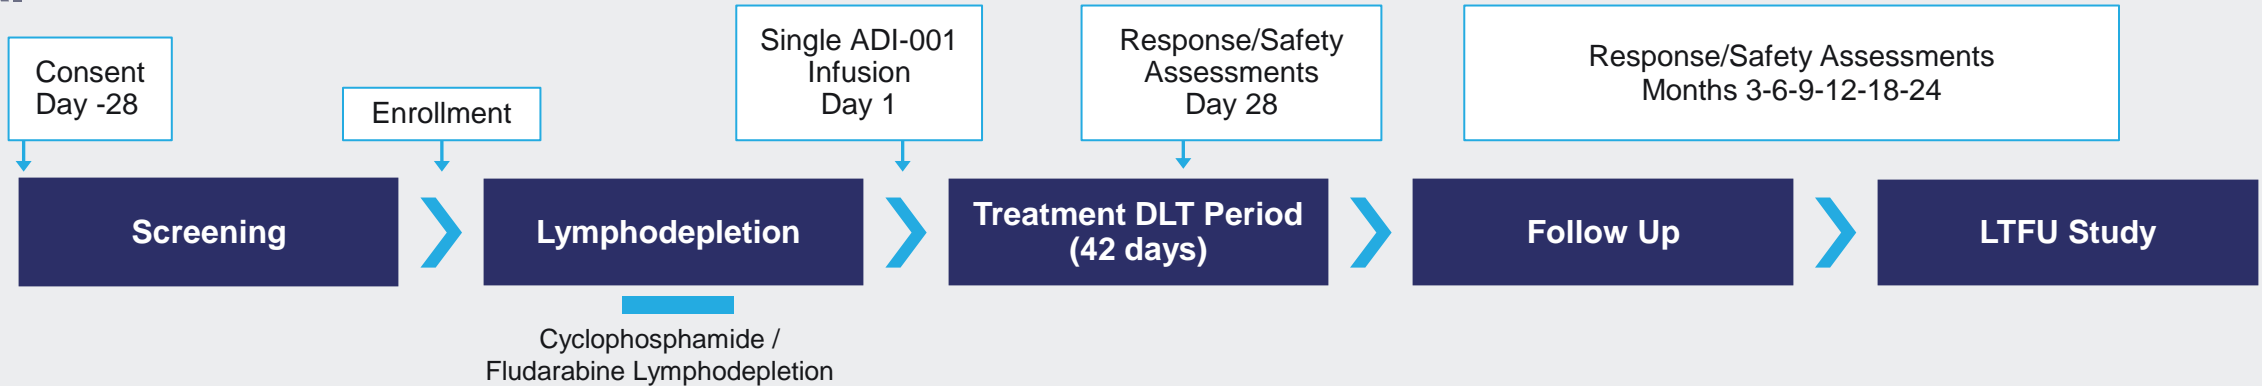 Consent
Day -28
Enrollment
Single ADI-001
Infusion
Day 1
Response/Safety
Assessments
Day 28
Response/Safety Assessments
Months 3-6-9-12-18-24
Screening
Lymphodepletion
Treatment DLT Period
(42 days)
Follow Up
LTFU Study
Cyclophosphamide /
Fludarabine Lymphodepletion